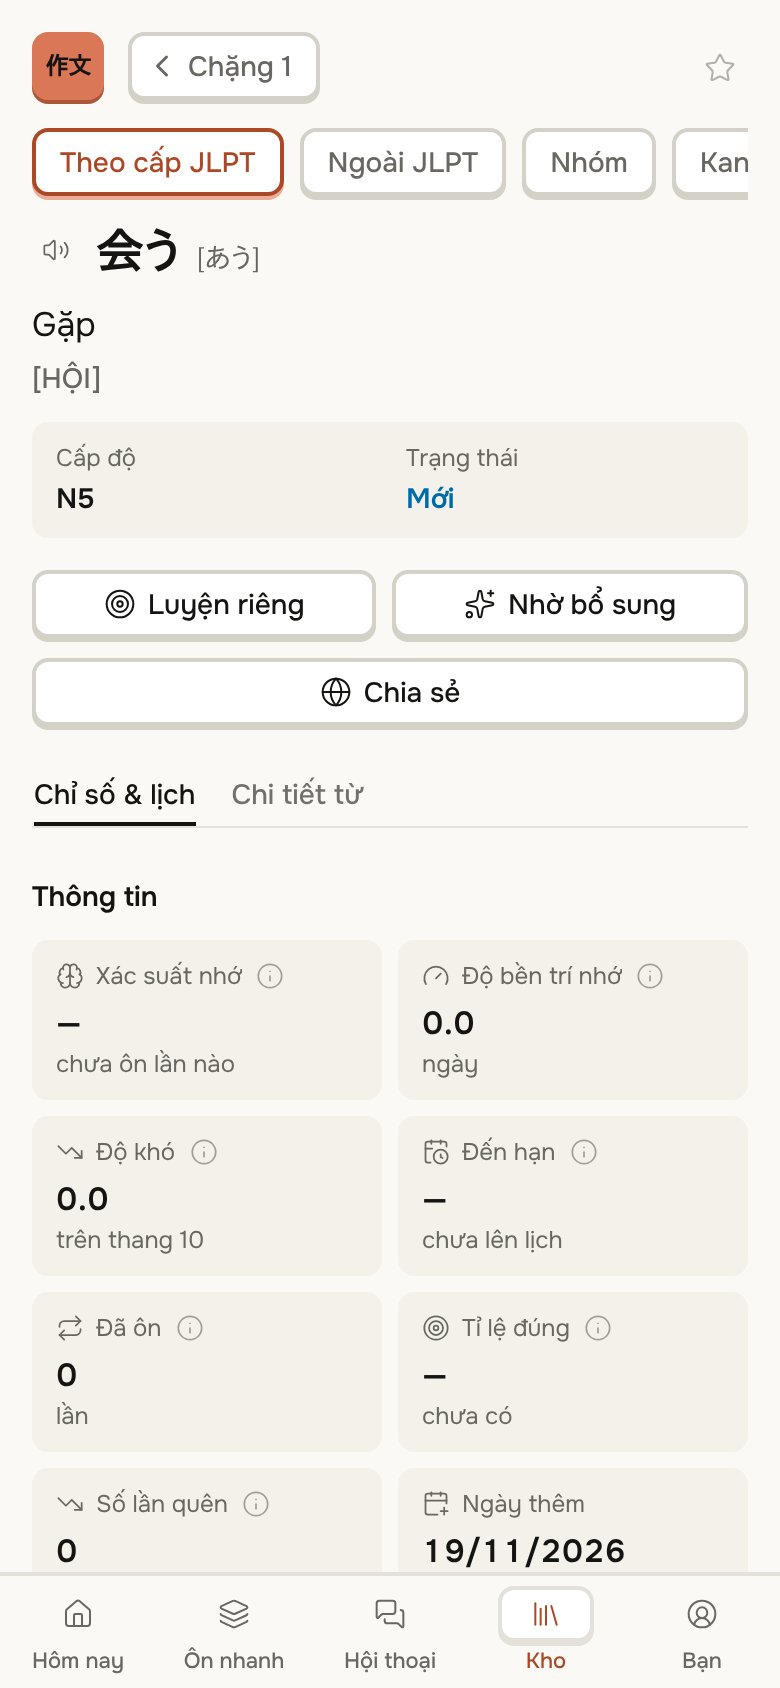 作文
Chặng 1
Theo cấp JLPT
Ngoài JLPT
Nhóm
Kan
会う [あう]
Gặp
[HỘI]
Cấp độ
N5
Trạng thái
Mới
Luyện riêng
Nhờ bổ sung
Chia sẻ
Chỉ số & lịch
Chi tiết từ
Thông tin
Xác suất nhớ
—
chưa ôn lần nào
Độ bền trí nhớ
0.0
ngày
Độ khó
0.0
trên thang 10
Đến hạn
—
chưa lên lịch
Đã ôn
0
lần
Tỉ lệ đúng
—
chưa có
Số lần quên
0
Ngày thêm
19/11/2026
Hôm nay
Ôn nhanh
Hội thoại
Kho
Bạn